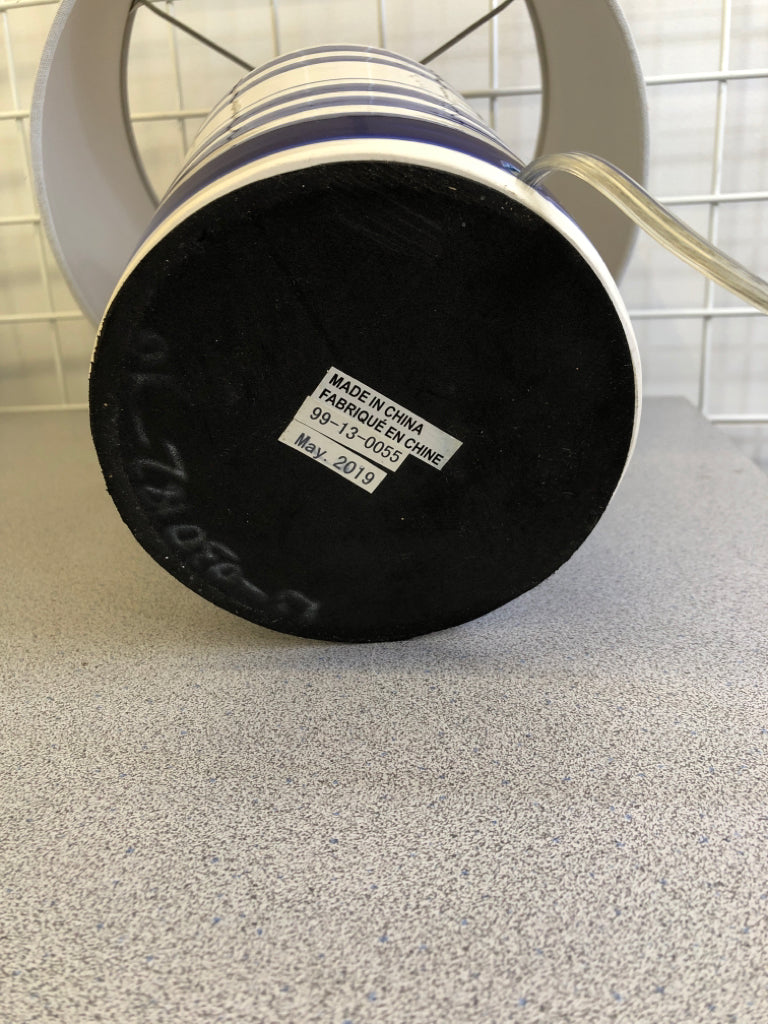 MADE IN CHINA
FABRIQUÉ EN CHINE
99-13-0055
May. 2019